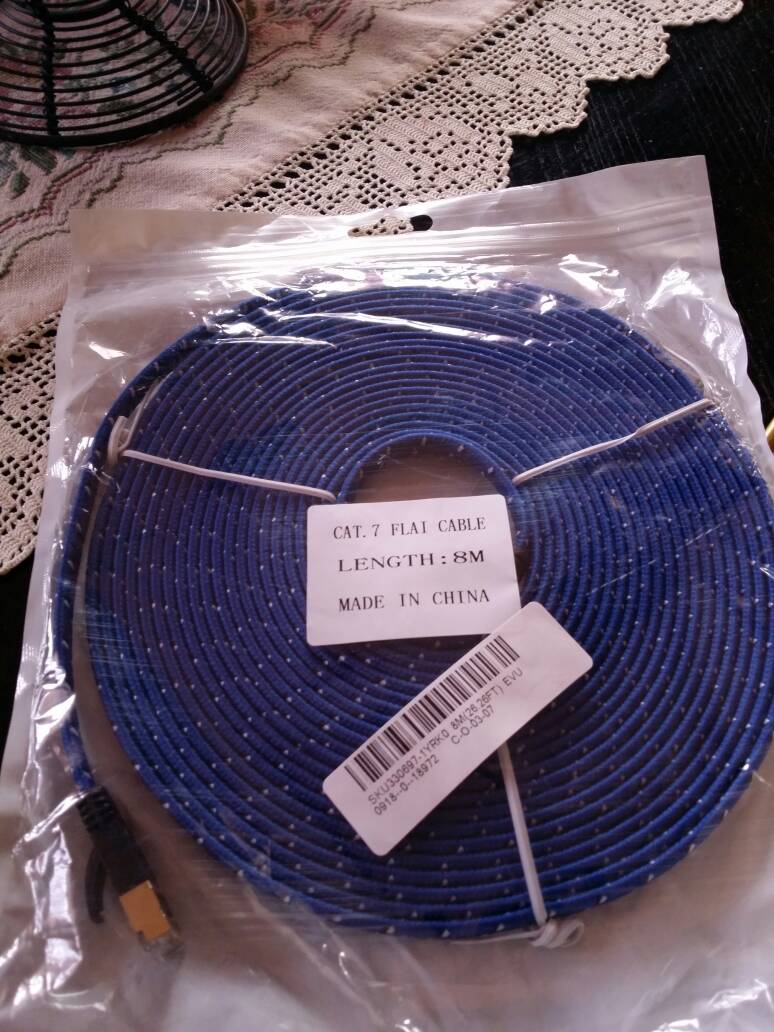 CAT.7 FLAI CABLE
LENGTH:8M
MADE IN CHINA
SKU330697-1YRK0 8M(26.26FT) EVU
0918--0--18972 C-O-03-07